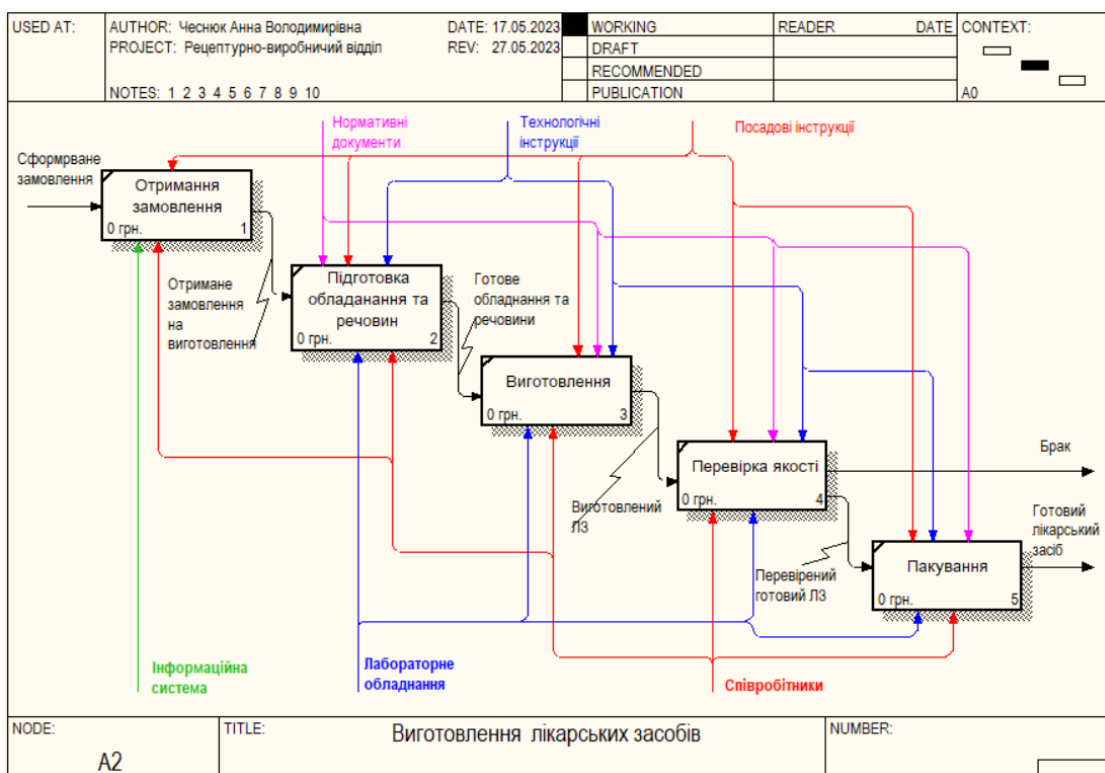 USED AT:
AUTHOR: Чеснюк Анна Володимирівна
DATE: 17.05.2023
PROJECT: Рецептурно-виробничий відділ
REV: 27.05.2023
NOTES: 1 2 3 4 5 6 7 8 9 10
WORKING
DRAFT
RECOMMENDED
PUBLICATION
READER
DATE
CONTEXT:
A0
Нормативні
документи
Технологічні
інструкції
Посадові інструкції
Сформрване
замовлення
Отримання
замовлення
0 грн.
1
Отримане
замовлення
на
виготовлення
Підготовка
обладанання та
речовин
0 грн.
2
Готове
обладнання та
речовини
Виготовлення
0 грн.
3
Виготовлений
ЛЗ
Перевірка якості
0 грн.
4
Брак
Перевірений
готовий ЛЗ
Готовий
лікарський
засіб
Пакування
0 грн.
5
Інформаційна
система
Лабораторне
обладнання
Співробітники
NODE:
A2
TITLE:
Виготовлення лікарських засобів
NUMBER: